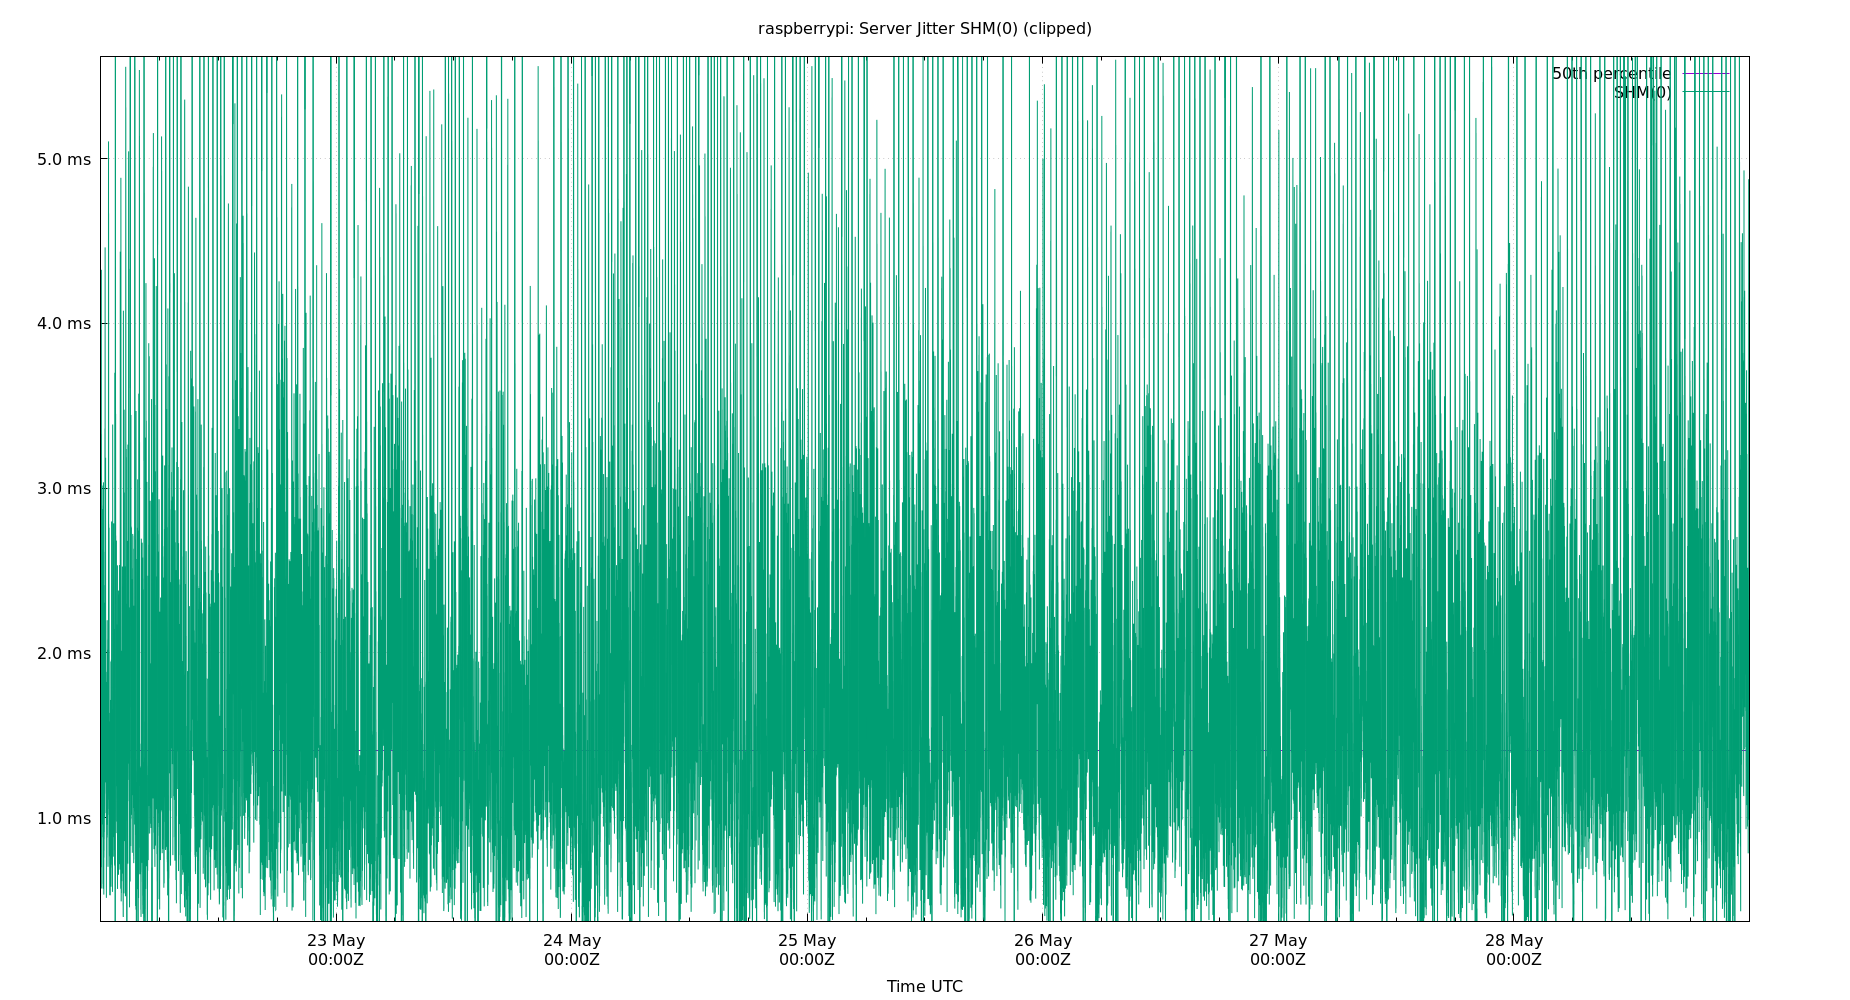 raspberrypi: Server Jitter SHM(0) (clipped)
50th percentile
SHM(0)
5.0 ms
4.0 ms
3.0 ms
2.0 ms
1.0 ms
23 May 24 May 25 May 26 May 27 May 28 May
00:00Z 00:00Z 00:00Z 00:00Z 00:00Z 00:00Z
Time UTC